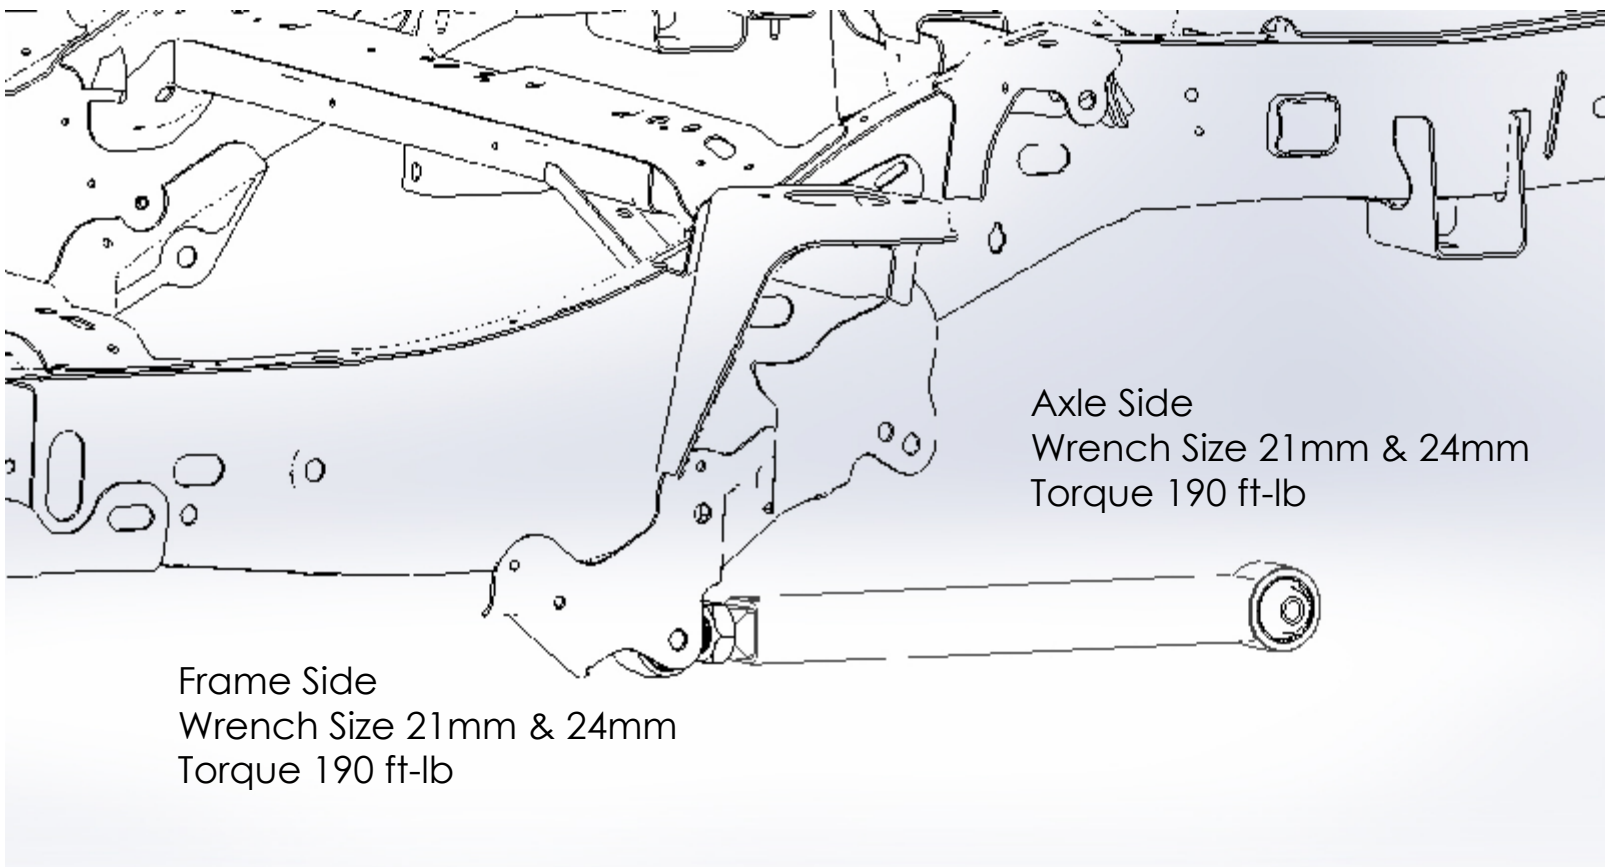 Axle Side
Wrench Size 21mm & 24mm
Torque 190 ft-lb
Frame Side
Wrench Size 21mm & 24mm
Torque 190 ft-lb